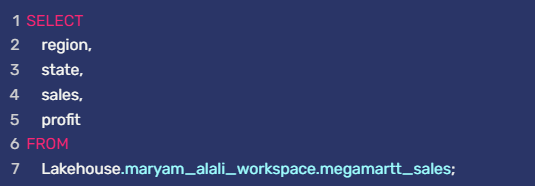 1 SELECT
2 region,
3 state,
4 sales,
5 profit
6 FROM
7 Lakehouse.maryam_alali_workspace.megamartt_sales;